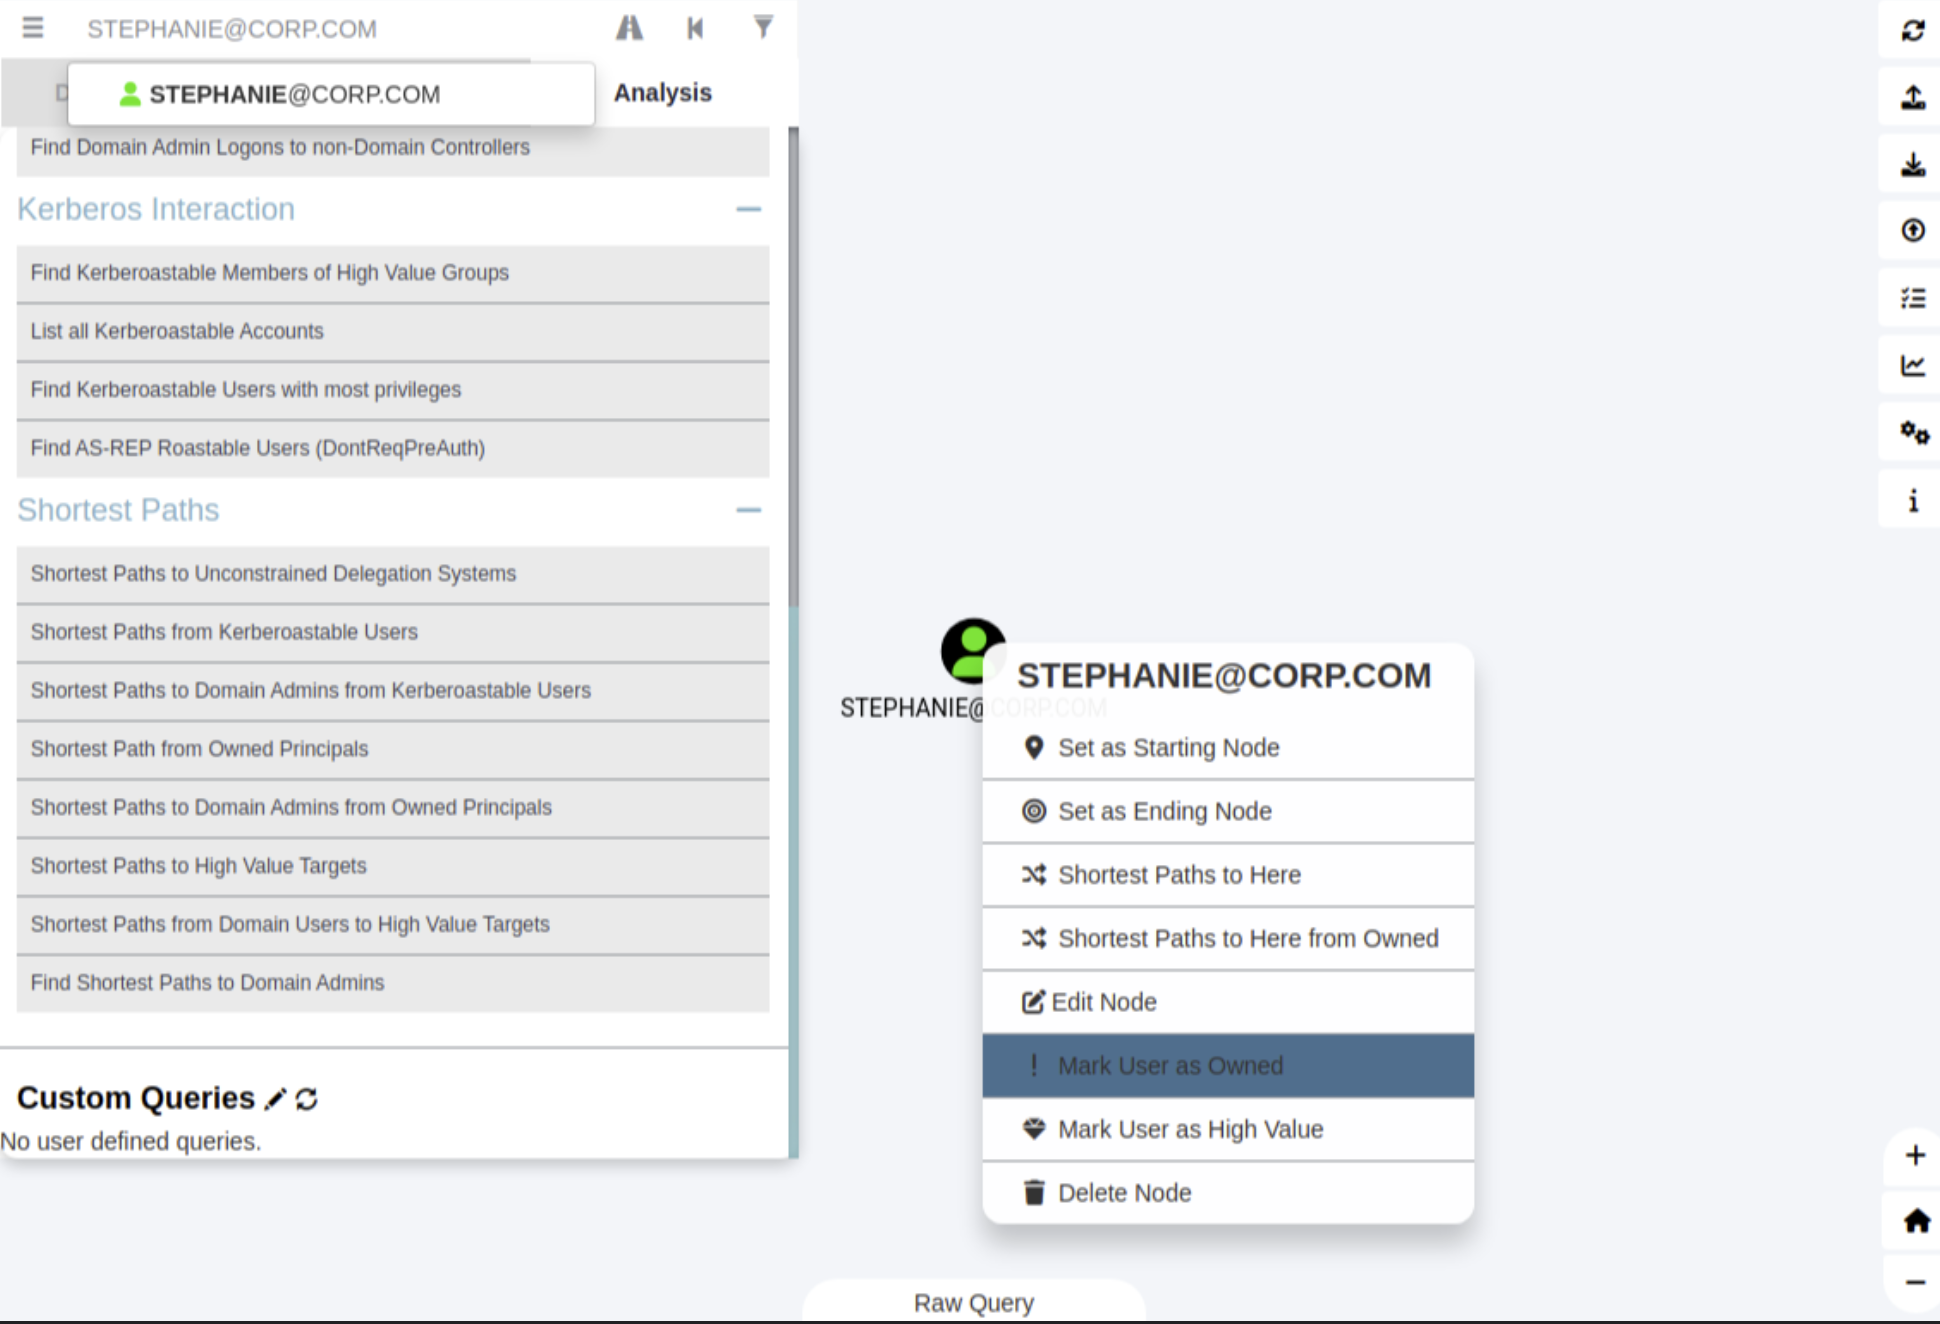 STEPHANIE@CORP.COM
STEPHANIE@CORP.COM
Analysis
Find Domain Admin Logons to non-Domain Controllers
Kerberos Interaction
Find Kerberoastable Members of High Value Groups
List all Kerberoastable Accounts
Find Kerberoastable Users with most privileges
Find AS-REP Roastable Users (DontReqPreAuth)
Shortest Paths
Shortest Paths to Unconstrained Delegation Systems
Shortest Paths from Kerberoastable Users
Shortest Paths to Domain Admins from Kerberoastable Users
Shortest Path from Owned Principals
Shortest Paths to Domain Admins from Owned Principals
Shortest Paths to High Value Targets
Shortest Paths from Domain Users to High Value Targets
Find Shortest Paths to Domain Admins
Custom Queries
No user defined queries.
STEPHANIE@CORP.COM
STEPHANIE@CORP.COM
Set as Starting Node
Set as Ending Node
Shortest Paths to Here
Shortest Paths to Here from Owned
Edit Node
Mark User as Owned
Mark User as High Value
Delete Node
Raw Query